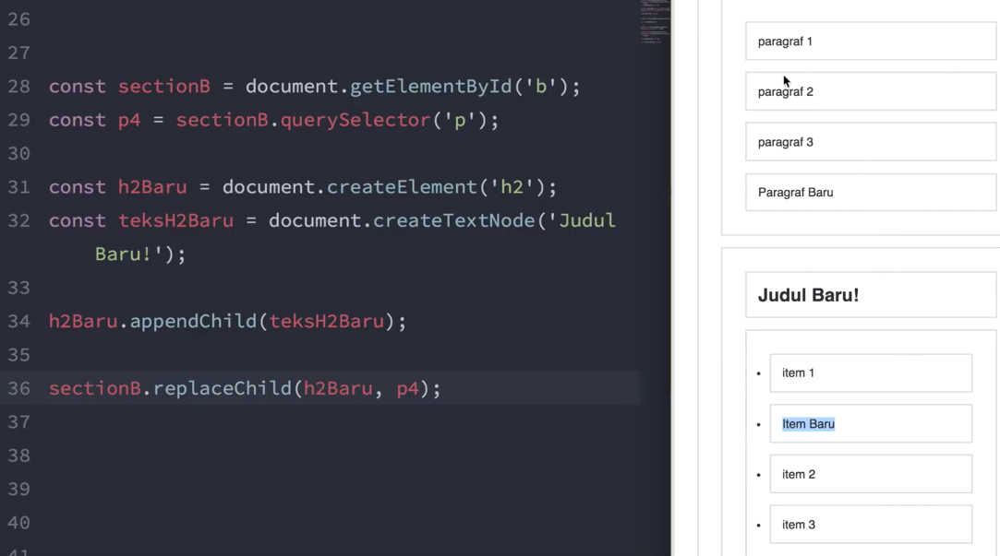 26
27
28 const sectionB = document.getElementById('b');
29 const p4 = sectionB.querySelector('p');
30
31 const h2Baru = document.createElement('h2');
32 const teksH2Baru = document.createTextNode('Judul
Baru!');
33
34 h2Baru.appendChild(teksH2Baru);
35
36 sectionB.replaceChild(h2Baru, p4);
37
38
39
40
41
paragraf 1
paragraf 2
paragraf 3
Paragraf Baru
Judul Baru!
item 1
Item Baru
item 2
item 3